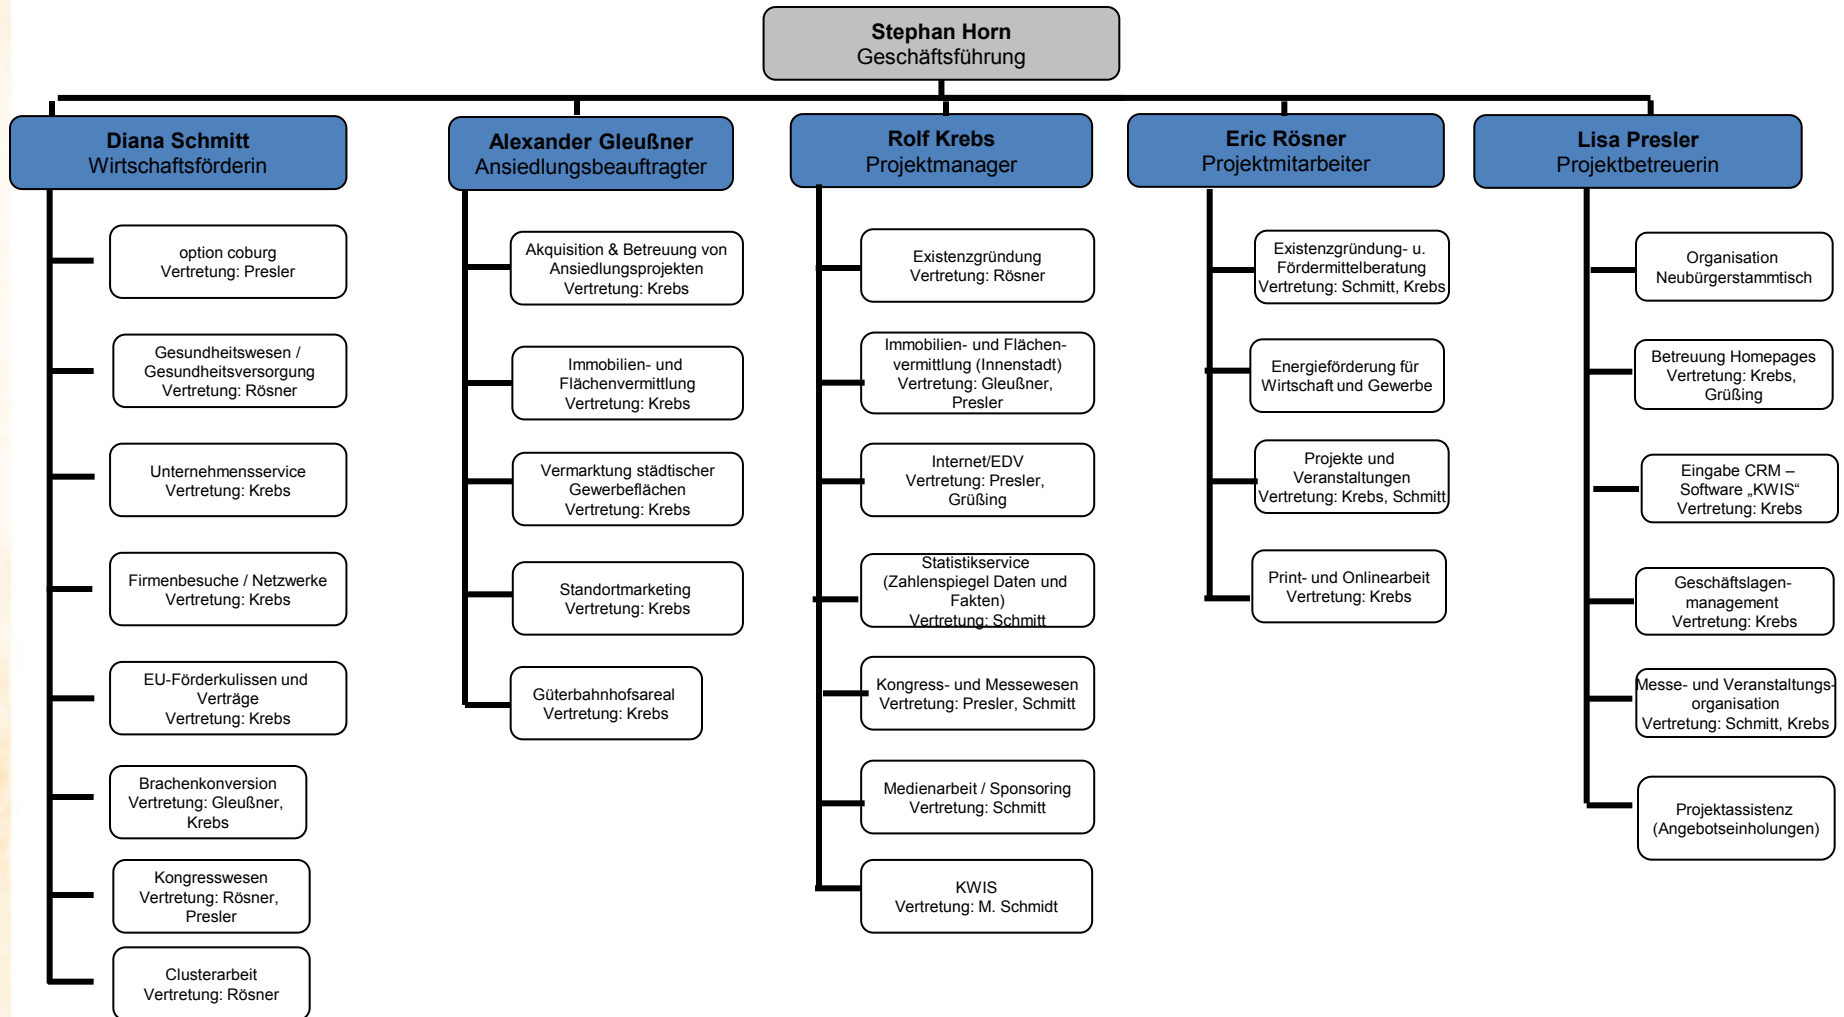 Stephan Horn
Geschäftsführung
Diana Schmitt
Wirtschaftsförderin
option coburg
Vertretung: Presler
Gesundheitswesen /
Gesundheitsversorgung
Vertretung: Rösner
Unternehmensservice
Vertretung: Krebs
Firmenbesuche / Netzwerke
Vertretung: Krebs
EU-Förderkulissen und
Verträge
Vertretung: Krebs
Brachenkonversion
Vertretung: Gleußner,
Krebs
Kongresswesen
Vertretung: Rösner,
Presler
Clusterarbeit
Vertretung: Rösner
Alexander Gleußner
Ansiedlungsbeauftragter
Akquisition & Betreuung von
Ansiedlungsprojekten
Vertretung: Krebs
Immobilien- und
Flächenvermittlung
Vertretung: Krebs
Vermarktung städtischer
Gewerbeflächen
Vertretung: Krebs
Standortmarketing
Vertretung: Krebs
Güterbahnhofsareal
Vertretung: Krebs
Rolf Krebs
Projektmanager
Existenzgründung
Vertretung: Rösner
Immobilien- und Flächen-
vermittlung (Innenstadt)
Vertretung: Gleußner,
Presler
Internet/EDV
Vertretung: Presler,
Grüßing
Statistikservice
(Zahlenspiegel Daten und
Fakten)
Vertretung: Schmitt
Kongress- und Messewesen
Vertretung: Presler, Schmitt
Medienarbeit / Sponsoring
Vertretung: Schmitt
KWIS
Vertretung: M. Schmidt
Eric Rösner
Projektmitarbeiter
Existenzgründung- u.
Fördermittelberatung
Vertretung: Schmitt, Krebs
Energieförderung für
Wirtschaft und Gewerbe
Projekte und
Veranstaltungen
Vertretung: Krebs, Schmitt
Print- und Onlinearbeit
Vertretung: Krebs
Lisa Presler
Projektbetreuerin
Organisation
Neubürgerstammtisch
Betreuung Homepages
Vertretung: Krebs,
Grüßing
Eingabe CRM –
Software „KWIS“
Vertretung: Krebs
Geschäftslagen-
management
Vertretung: Krebs
Messe- und Veranstaltungs-
organisation
Vertretung: Schmitt, Krebs
Projektassistenz
(Angebotseinholungen)